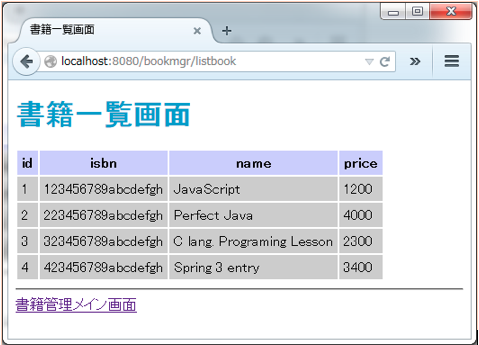 書籍一覧画面
localhost:8080/bookmgr/listbook
書籍一覧画面
id isbn name price
1 123456789abcdefgh JavaScript 1200
2 223456789abcdefgh Perfect Java 4000
3 323456789abcdefgh C lang. Programing Lesson 2300
4 423456789abcdefgh Spring 3 entry 3400
書籍管理メイン画面